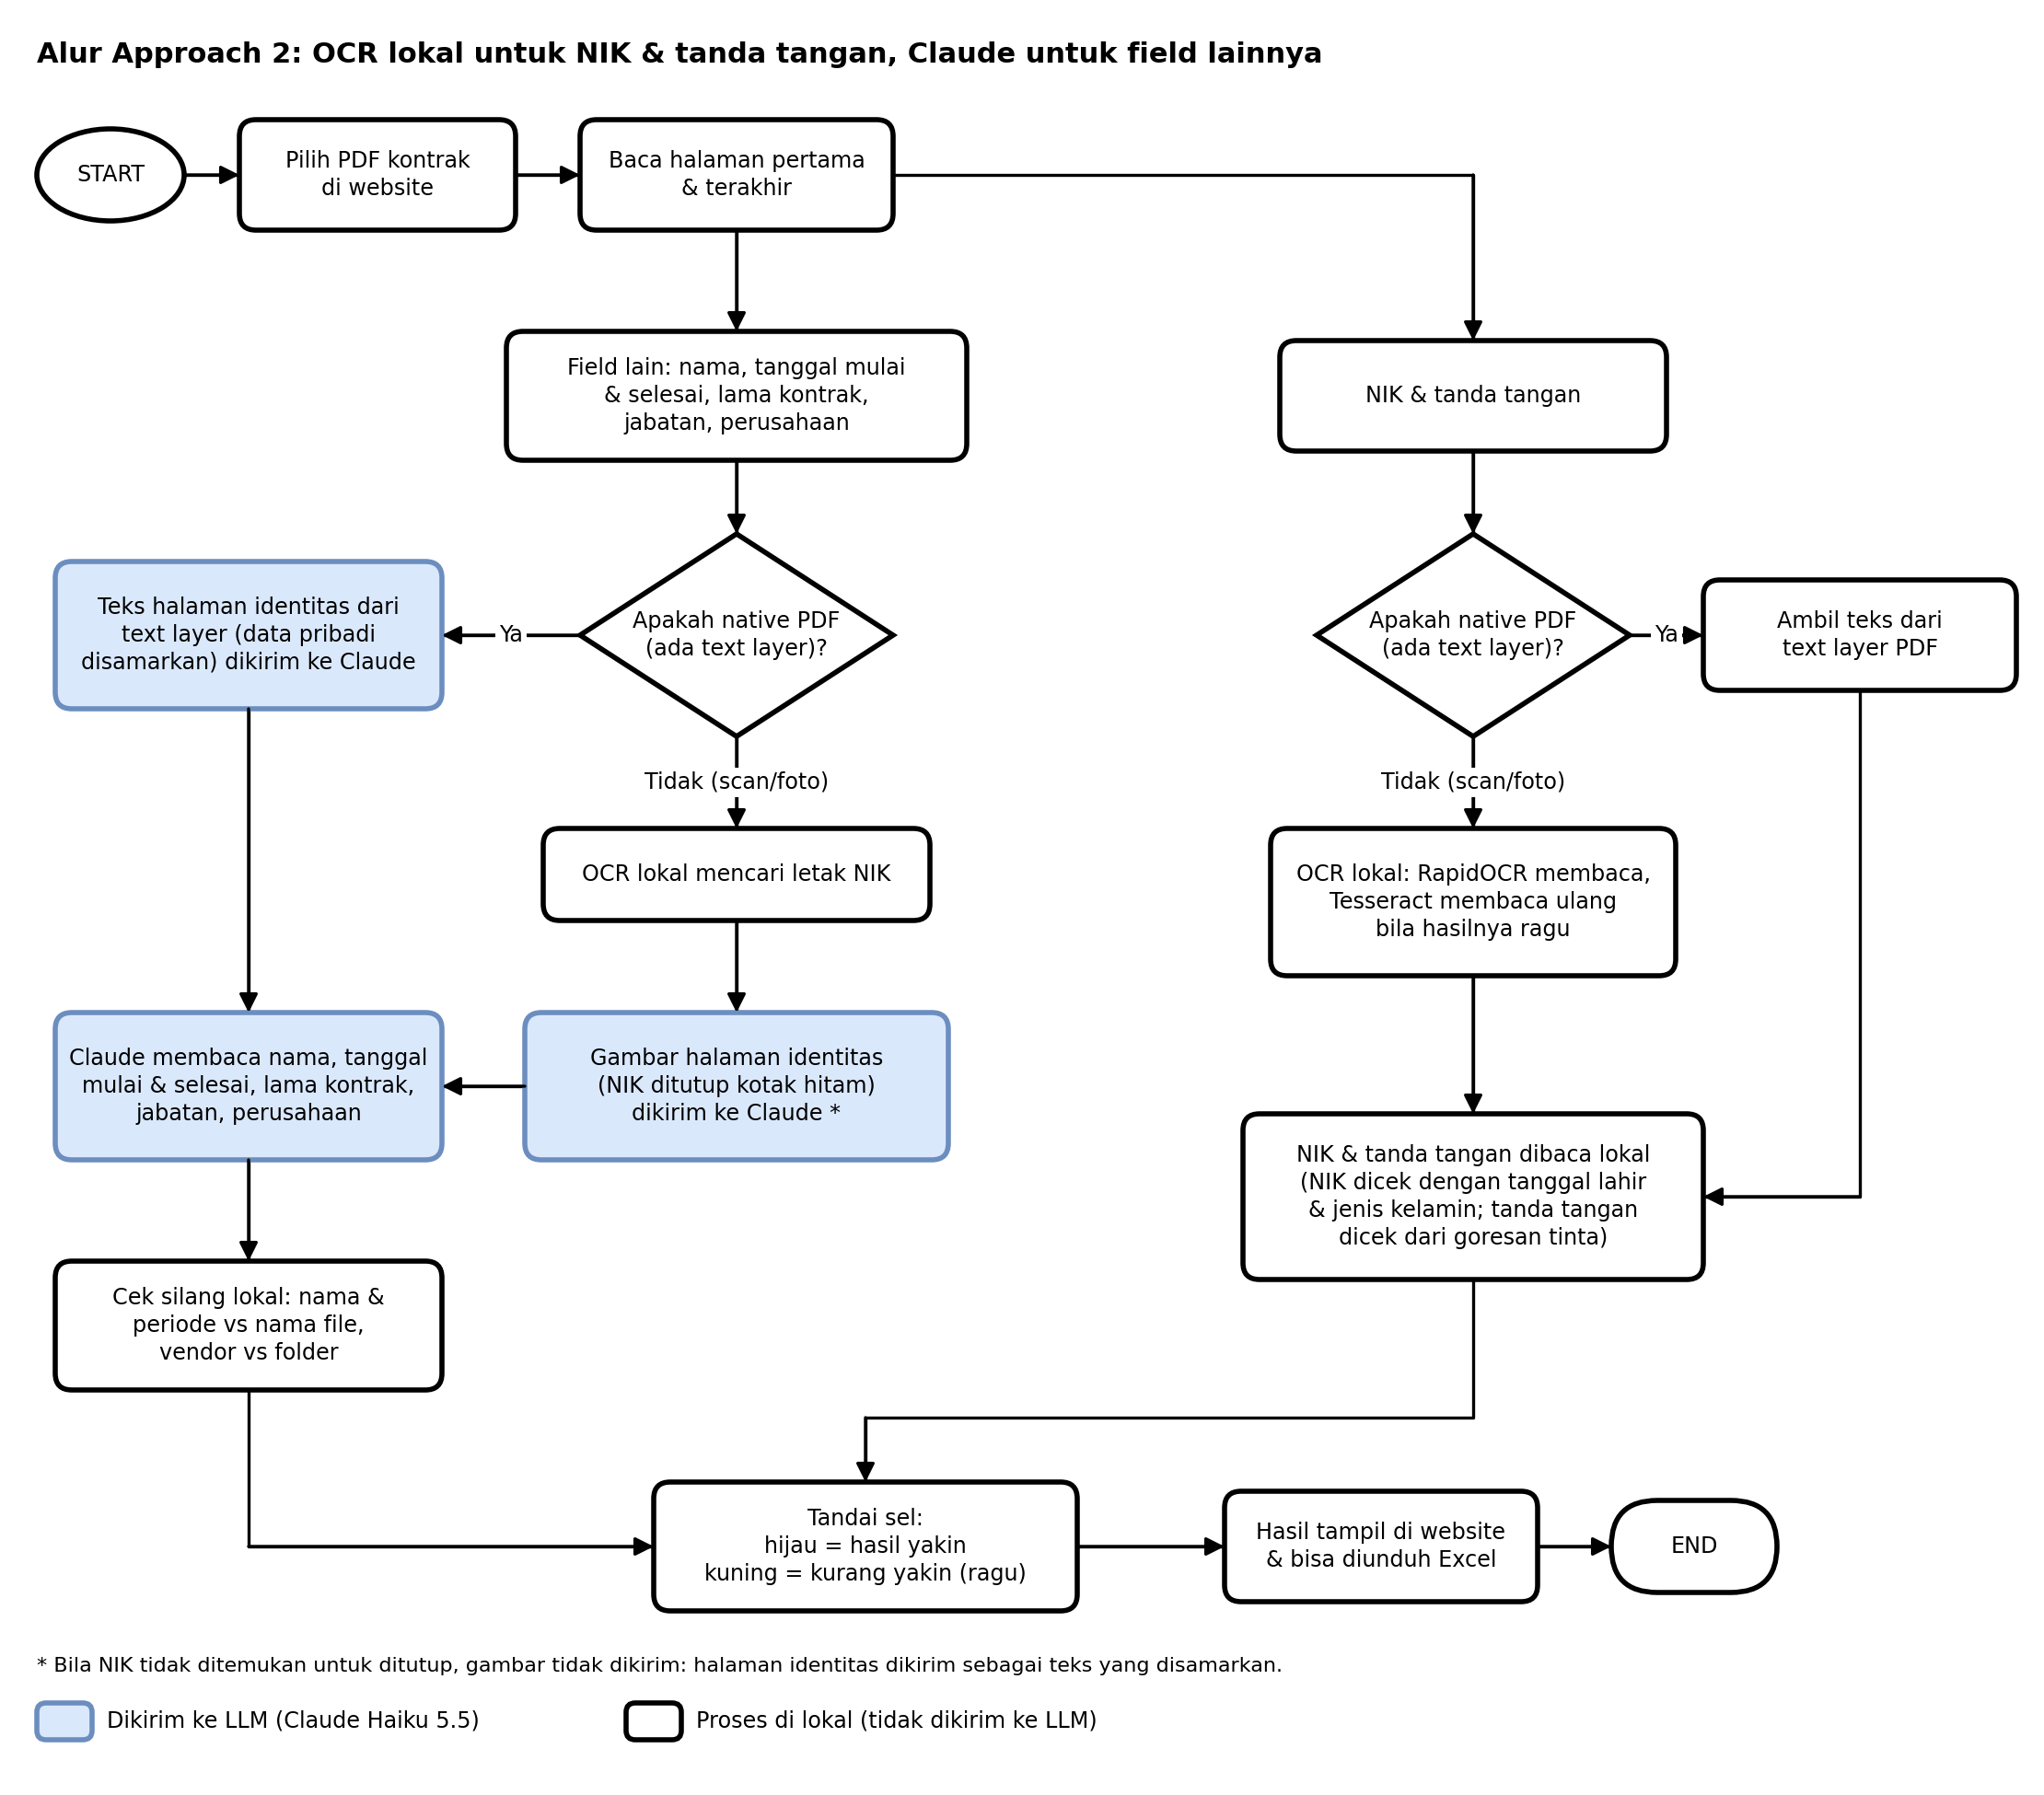 Alur Approach 2: OCR lokal untuk NIK & tanda tangan, Claude untuk field lainnya
START
Pilih PDF kontrak
di website
Baca halaman pertama
& terakhir
Field lain: nama, tanggal mulai
& selesai, lama kontrak,
jabatan, perusahaan
NIK & tanda tangan
Teks halaman identitas dari
text layer (data pribadi
disamarkan) dikirim ke Claude
Ya
Apakah native PDF
(ada text layer)?
Apakah native PDF
(ada text layer)?
Ya
Ambil teks dari
text layer PDF
Tidak (scan/foto)
Tidak (scan/foto)
OCR lokal mencari letak NIK
OCR lokal: RapidOCR membaca,
Tesseract membaca ulang
bila hasilnya ragu
Claude membaca nama, tanggal
mulai & selesai, lama kontrak,
jabatan, perusahaan
Gambar halaman identitas
(NIK ditutup kotak hitam)
dikirim ke Claude *
NIK & tanda tangan dibaca lokal
(NIK dicek dengan tanggal lahir
& jenis kelamin; tanda tangan
dicek dari goresan tinta)
Cek silang lokal: nama &
periode vs nama file,
vendor vs folder
Tandai sel:
hijau = hasil yakin
kuning = kurang yakin (ragu)
Hasil tampil di website
& bisa diunduh Excel
END
* Bila NIK tidak ditemukan untuk ditutup, gambar tidak dikirim: halaman identitas dikirim sebagai teks yang disamarkan.
Dikirim ke LLM (Claude Haiku 5.5)
Proses di lokal (tidak dikirim ke LLM)